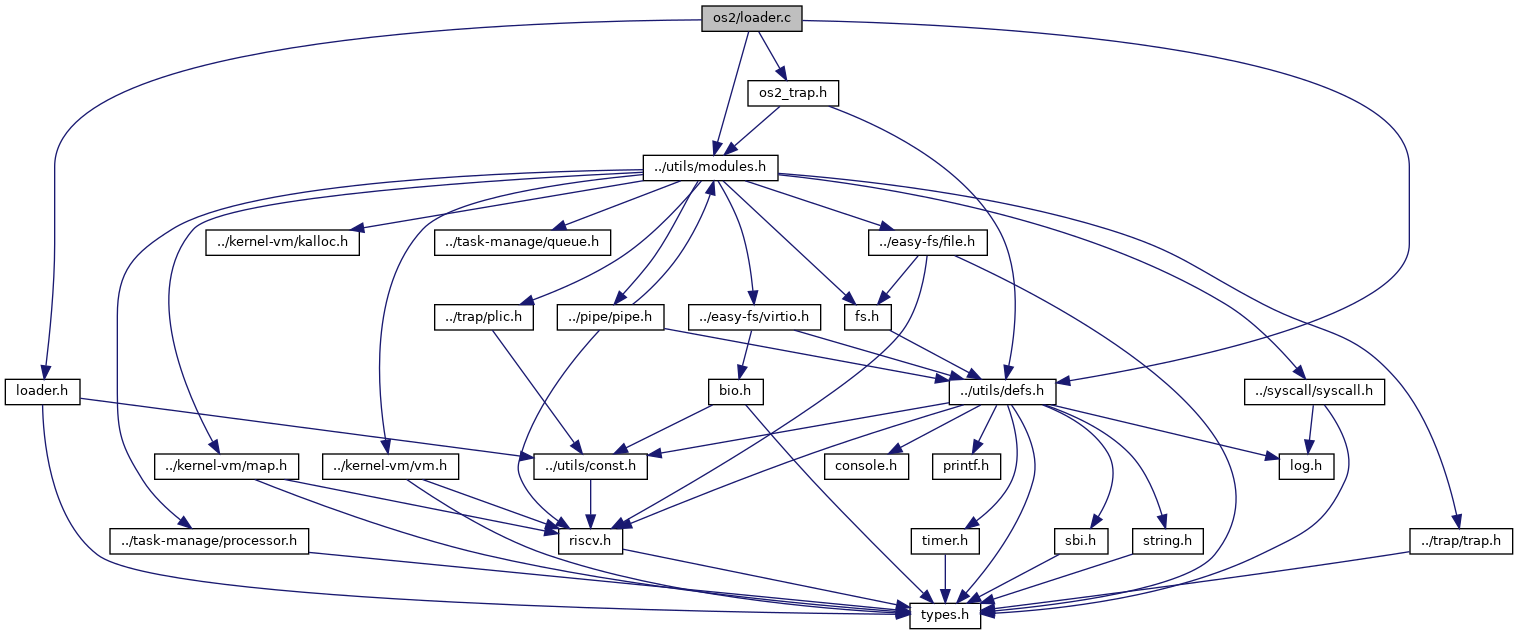 os2/loader.c
os2_trap.h
../utils/modules.h
../kernel-vm/kalloc.h
../task-manage/queue.h
../easy-fs/file.h
../trap/plic.h
../pipe/pipe.h
../easy-fs/virtio.h
fs.h
loader.h
bio.h
../utils/defs.h
../syscall/syscall.h
../kernel-vm/map.h
../kernel-vm/vm.h
../utils/const.h
console.h
printf.h
log.h
../task-manage/processor.h
riscv.h
timer.h
sbi.h
string.h
../trap/trap.h
types.h